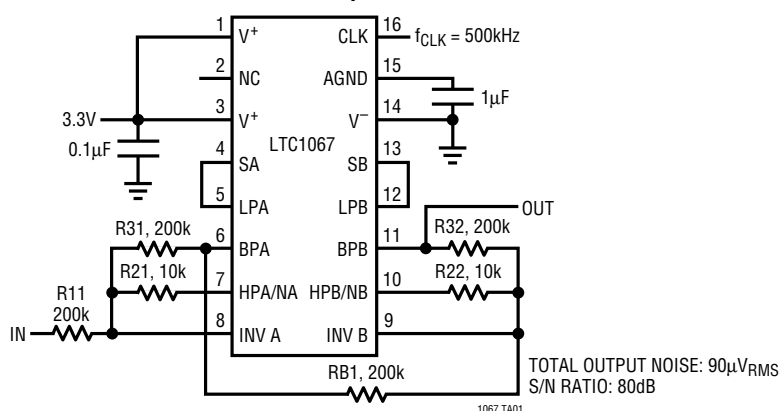 1
V+
CLK
16
fCLK = 500kHz
2
NC
AGND
15
1µF
3.3V
3
V+
V−
14
0.1µF
LTC1067
4
SA
SB
13
5
LPA
LPB
12
OUT
R31, 200k
6
BPA
BPB
11
R32, 200k
R21, 10k
7
HPA/NA
HPB/NB
10
R22, 10k
R11
200k
IN
8
INV A
INV B
9
RB1, 200k
TOTAL OUTPUT NOISE: 90µVRMS
S/N RATIO: 80dB
1067 TA01